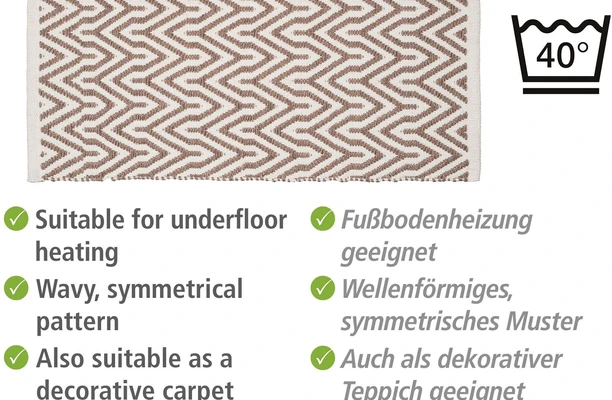 40°
Suitable for underfloor
heating
Wavy, symmetrical
pattern
Also suitable as a
decorative carpet
Fußbodenheizung
geeignet
Wellenförmiges,
symmetrisches Muster
Auch als dekorativer
Teppich geeignet